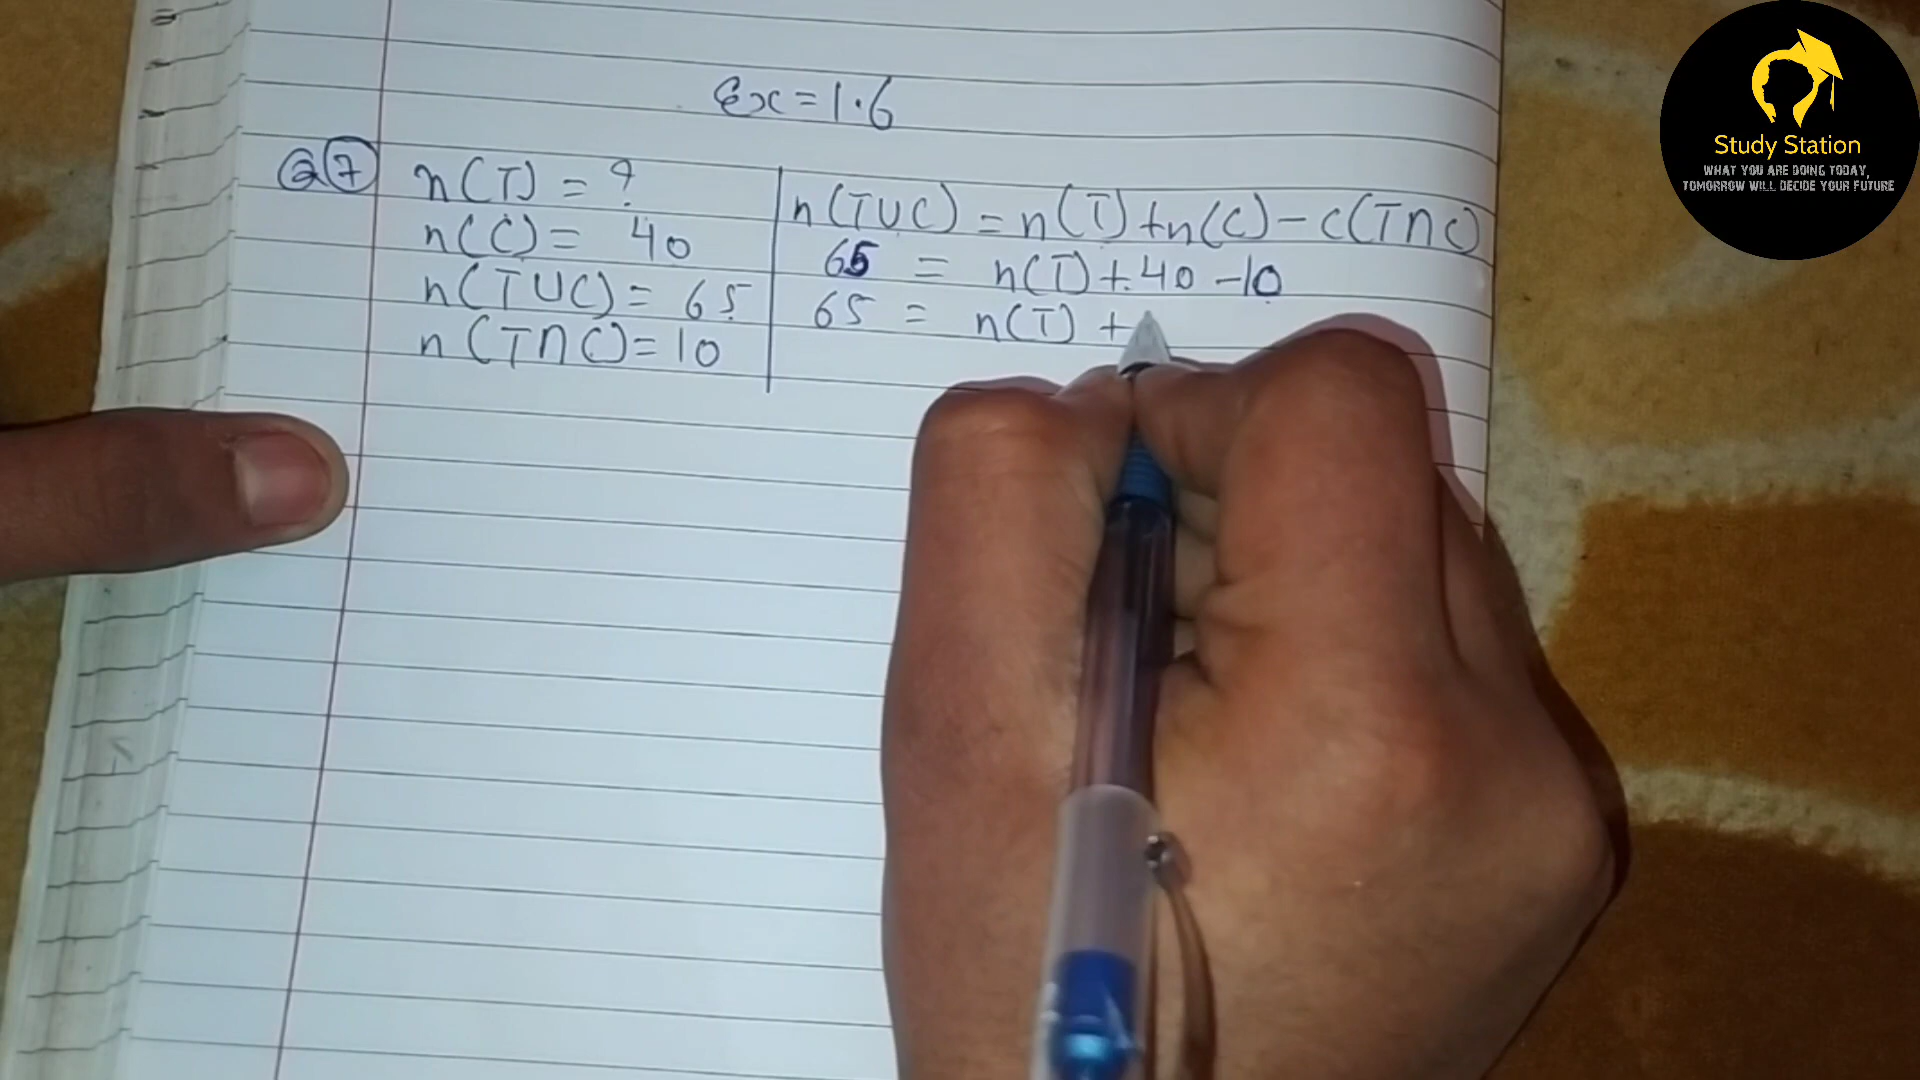 Ex = 1.6
Q7 n(T) = ?
n(C) = 40
n(TUC) = 65
n(T∩C) = 10
n(TUC) = n(T) + n(C) - c(T∩C)
65 = n(T) + 40 - 10
65 = n(T) +
Study Station
WHAT YOU ARE DOING TODAY,
TOMORROW WILL DECIDE YOUR FUTURE